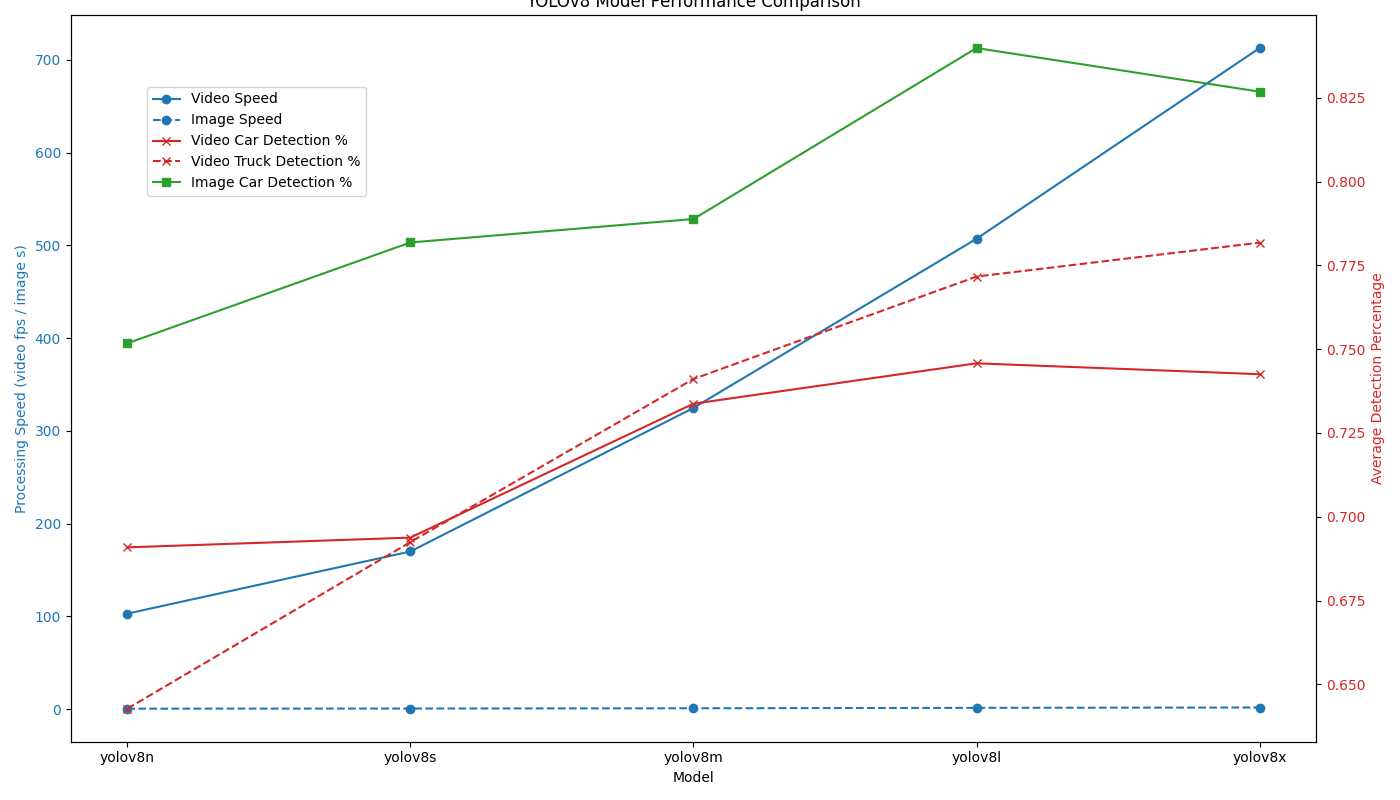 YOLOv8 Model Performance Comparison
700
600
500
400
300
200
100
0
Processing Speed (video fps / image s)
Video Speed
Image Speed
Video Car Detection %
Video Truck Detection %
Image Car Detection %
0.825
0.800
0.775
0.750
0.725
0.700
0.675
0.650
Average Detection Percentage
yolov8n yolov8s yolov8m yolov8l yolov8x
Model